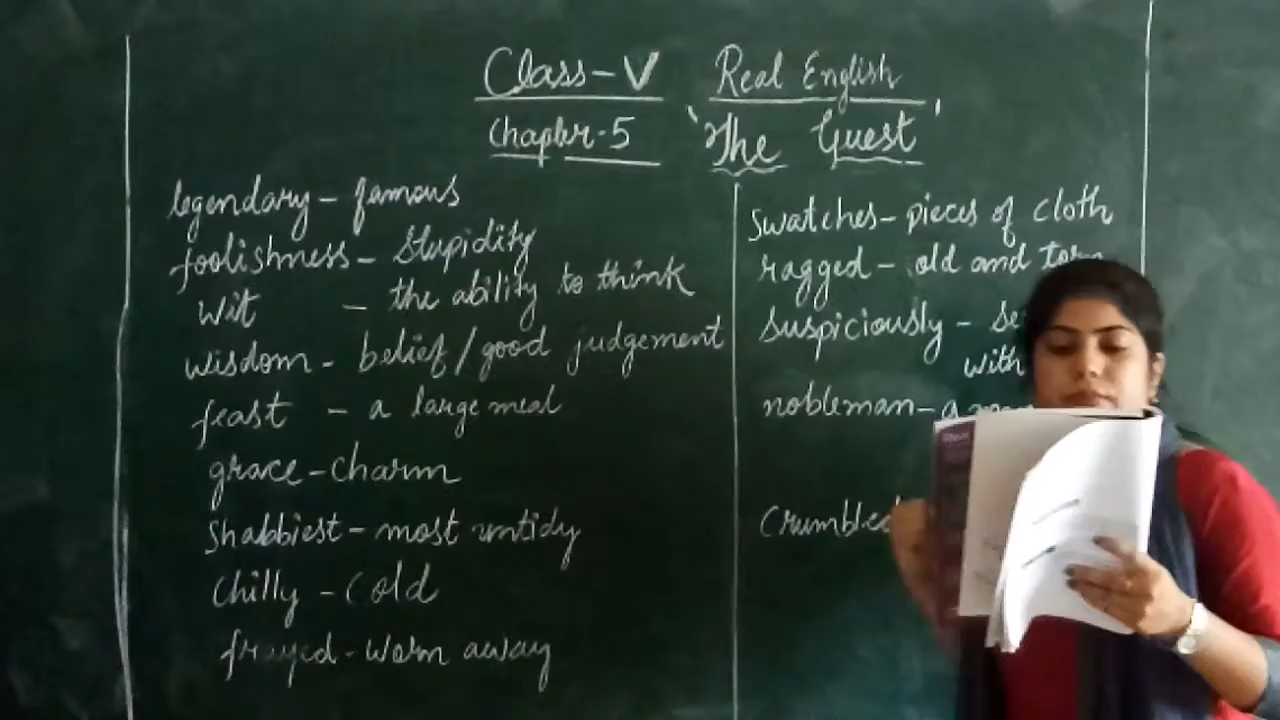 Class-V Real English
Chapter-5 'The Guest'
legendary - famous
foolishness - stupidity
Wit - the ability to think
wisdom - belief/good judgement
feast - a large meal
grace - charm
Shabbiest - most untidy
Chilly - Cold
frayed - Worn away
Swatches - pieces of cloth
ragged - old and torn
Suspiciously -
with
nobleman - a
Crumbled